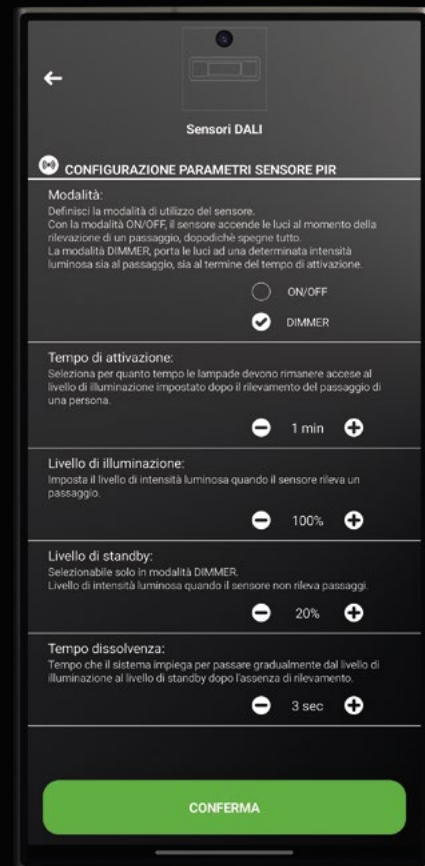 Sensori DALI
CONFIGURAZIONE PARAMETRI SENSORE PIR
Modalità:
Definisci la modalità di utilizzo del sensore.
Con la modalità ON/OFF, il sensore accende le luci al momento della
rilevazione di un passaggio, dopodichè spegne tutto.
La modalità DIMMER, porta le luci ad una determinata intensità
luminosa sia al passaggio, sia al termine del tempo di attivazione.
ON/OFF
DIMMER
Tempo di attivazione:
Seleziona per quanto tempo le lampade devono rimanere accese al
livello di illuminazione impostato dopo il rilevamento del passaggio di
una persona.
1 min
Livello di illuminazione:
Imposta il livello di intensità luminosa quando il sensore rileva un
passaggio.
100%
Livello di standby:
Selezionabile solo in modalità DIMMER.
Livello di intensità luminosa quando il sensore non rileva passaggi.
20%
Tempo dissolvenza:
Tempo che il sistema impiega per passare gradualmente dal livello di
illuminazione al livello di standby dopo l'assenza di rilevamento.
3 sec
CONFERMA